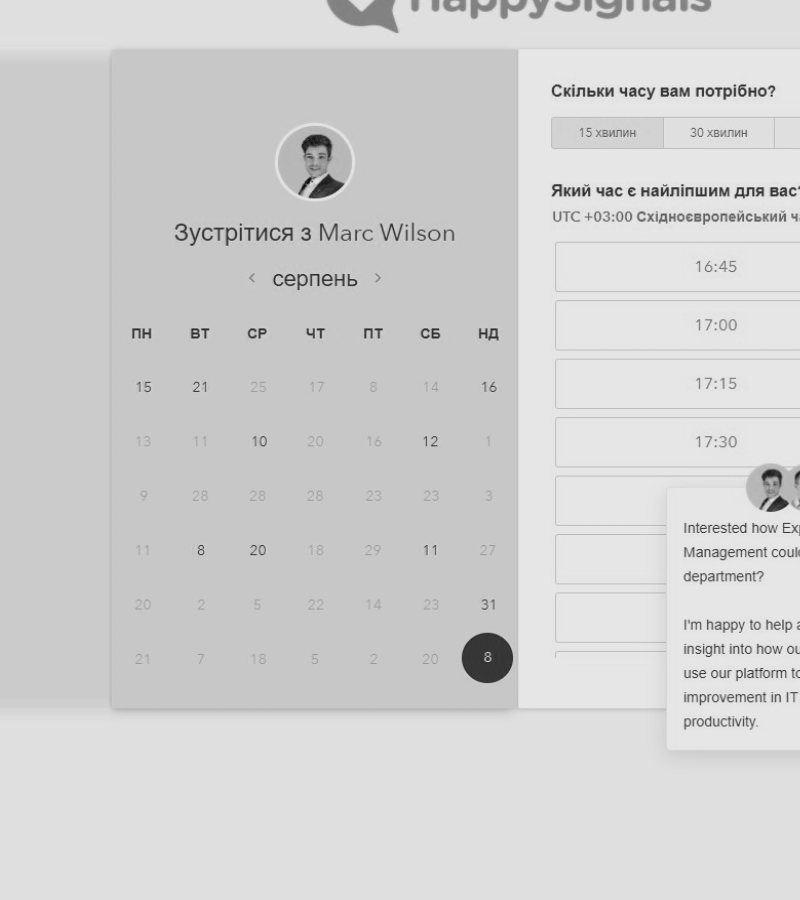 HappySignals
Зустрітися з Marc Wilson
серпень
ПН ВТ СР ЧТ ПТ СБ НД
15 21 25 17 8 14 16
13 11 10 20 16 12 1
9 28 28 28 23 23 3
11 8 20 18 29 11 27
20 2 5 22 14 23 31
21 7 18 5 2 20 8
Скільки часу вам потрібно?
15 хвилин 30 хвилин
Який час є найліпшим для вас?
UTC +03:00 Східноєвропейський
16:45
17:00
17:15
17:30
Interested how
Management
department?
I'm happy to help
insight into how
use our platform to
improvement in IT
productivity.